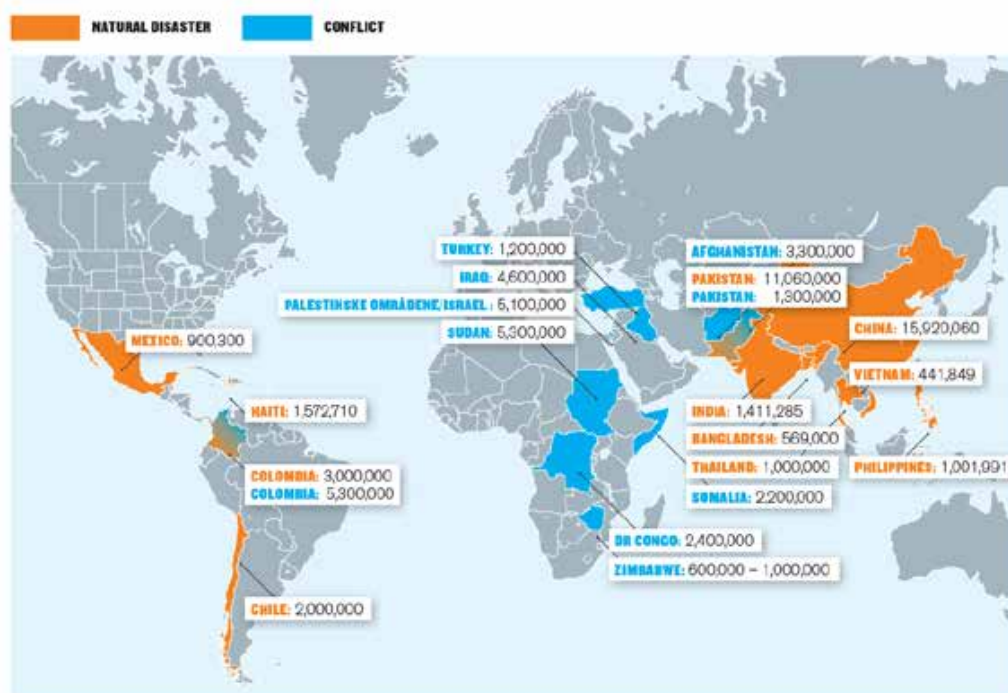 NATURAL DISASTER
CONFLICT
TURKEY: 1,200,000
IRAQ: 4,600,000
PALESTINSKE OMRÅDENE, ISRAEL : 5,100,000
SUDAN: 5,300,000
AFGHANISTAN: 3,300,000
PAKISTAN: 11,060,000
PAKISTAN: 1,300,000
CHINA: 15,920,060
VIETNAM: 441,849
MEXICO: 900,300
HAITI: 1,572,710
COLOMBIA: 3,000,000
COLOMBIA: 5,300,000
INDIA: 1,411,285
BANGLADESH: 569,000
THAILAND: 1,000,000
PHILIPPINES: 1,001,991
SOMALIA: 2,200,000
DR CONGO: 2,400,000
ZIMBABWE: 600,000 – 1,000,000
CHILE: 2,000,000